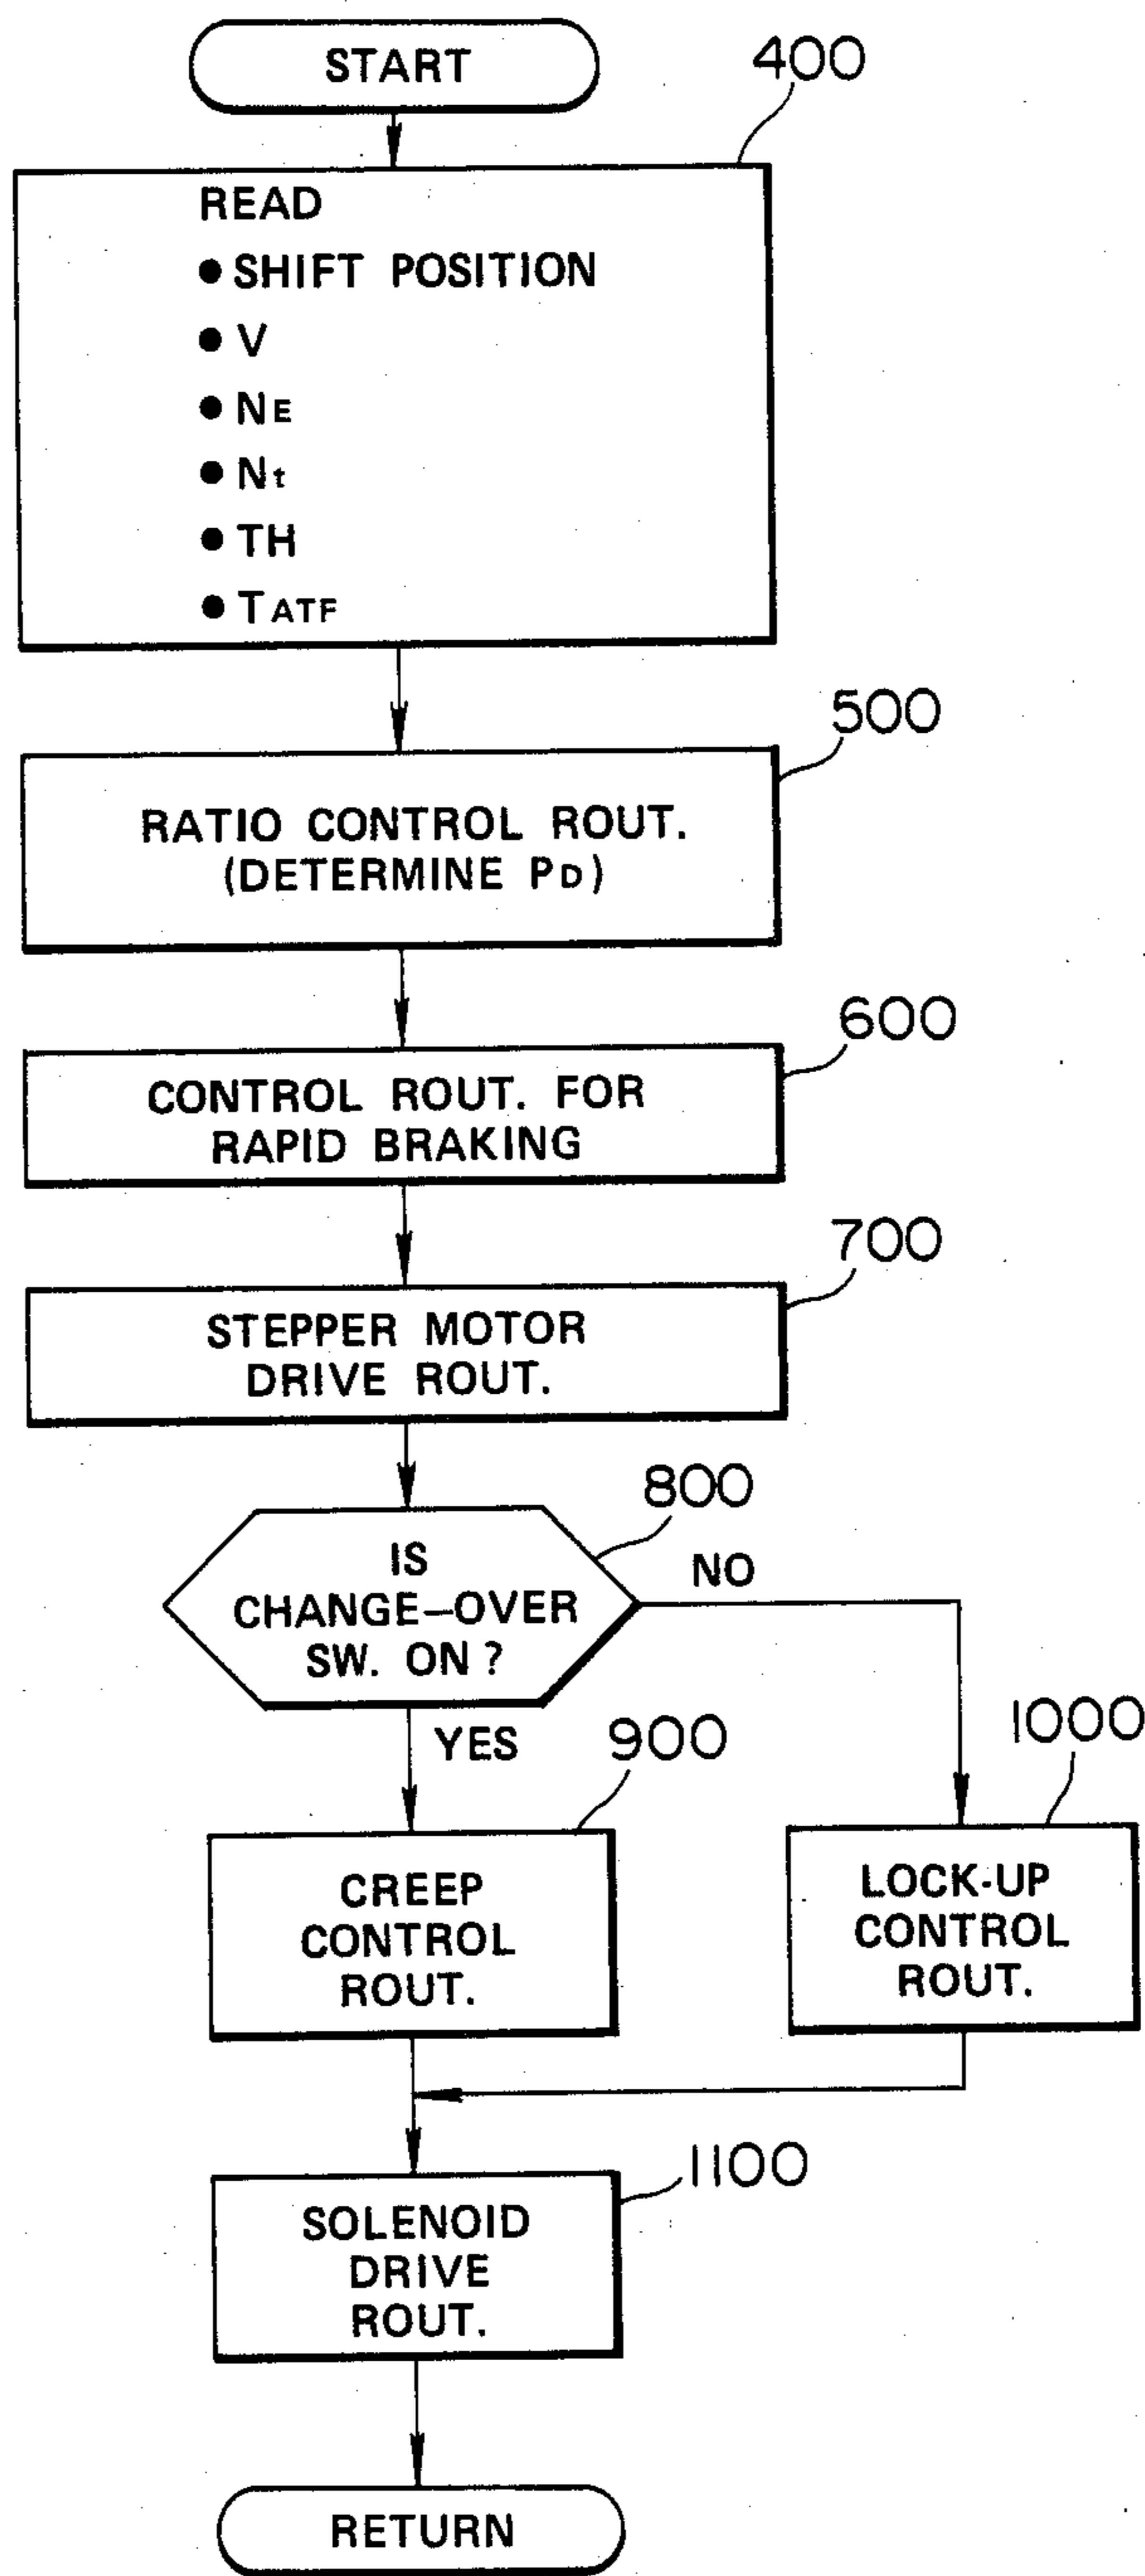 START
400
READ
● SHIFT POSITION
● V
● NE
● Nt
● TH
● TATF
500
RATIO CONTROL ROUT.
(DETERMINE PD)
600
CONTROL ROUT. FOR
RAPID BRAKING
700
STEPPER MOTOR
DRIVE ROUT.
800
IS
CHANGE-OVER
SW. ON ?
NO
YES
900
1000
CREEP
CONTROL
ROUT.
LOCK-UP
CONTROL
ROUT.
1100
SOLENOID
DRIVE
ROUT.
RETURN